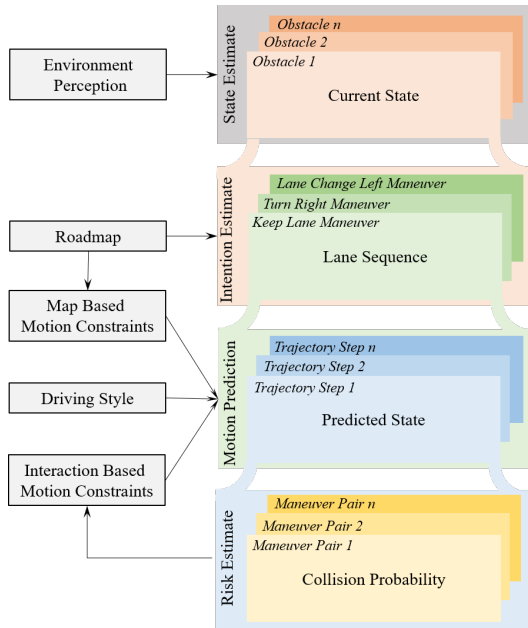 Environment
Perception
State Estimate
Obstacle n
Obstacle 2
Obstacle 1
Current State
Roadmap
Intention Estimate
Lane Change Left Maneuver
Turn Right Maneuver
Keep Lane Maneuver
Lane Sequence
Map Based
Motion Constraints
Driving Style
Interaction Based
Motion Constraints
Motion Prediction
Trajectory Step n
Trajectory Step 2
Trajectory Step 1
Predicted State
Risk Estimate
Maneuver Pair n
Maneuver Pair 2
Maneuver Pair 1
Collision Probability